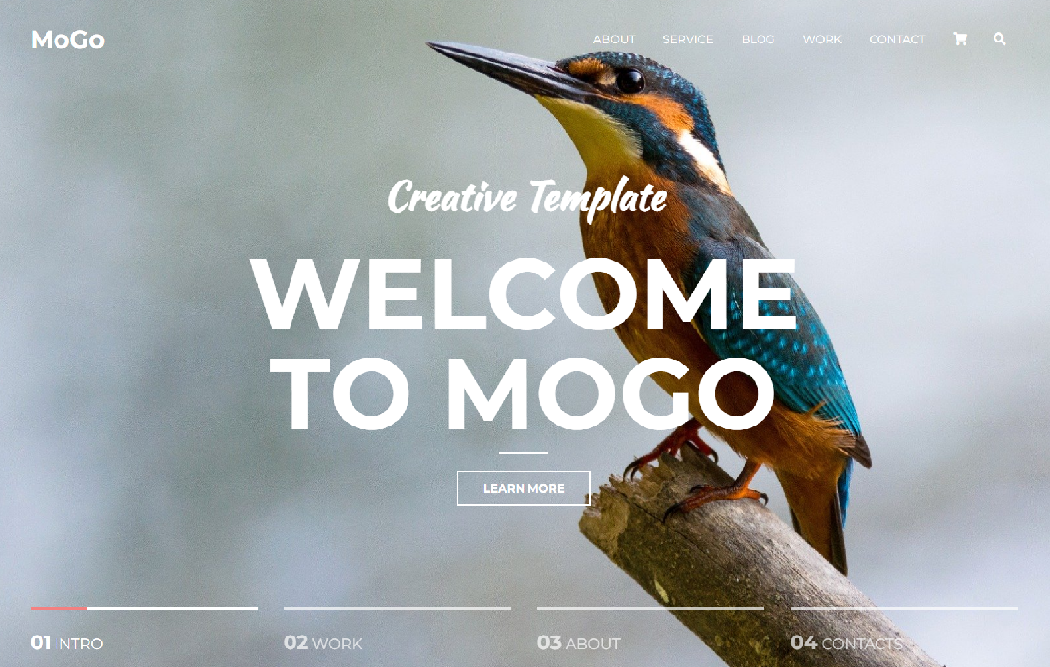 MoGo
ABOUT SERVICE BLOG WORK CONTACT
Creative Template
WELCOME
TO MOGO
LEARN MORE
01 INTRO
02 WORK
03 ABOUT
04 CONTACTS